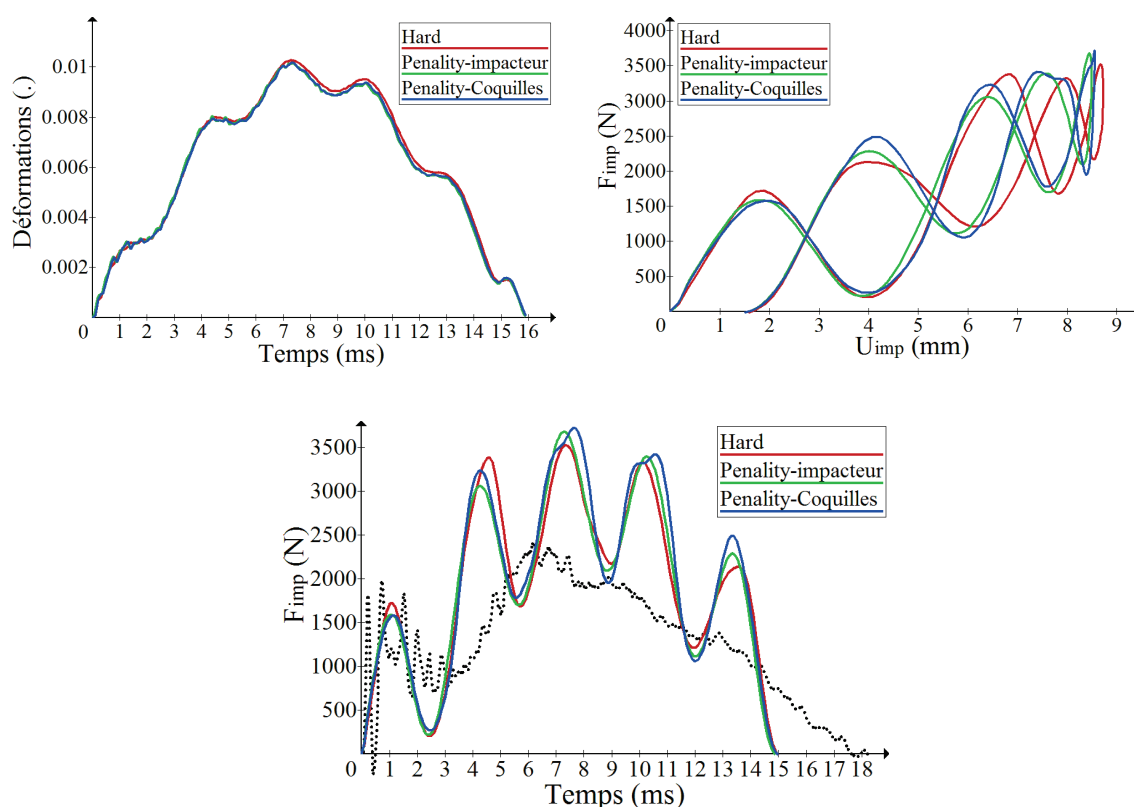 Déformations (.)
0.01
0.008
0.006
0.004
0.002
0 1 2 3 4 5 6 7 8 9 10 11 12 13 14 15 16
Temps (ms)
Hard
Penality-impacteur
Penality-Coquilles
Fimp (N)
4000
3500
3000
2500
2000
1500
1000
500
0 1 2 3 4 5 6 7 8 9
Uimp (mm)
Hard
Penality-impacteur
Penality-Coquilles
Fimp (N)
3500
3000
2500
2000
1500
1000
500
0 1 2 3 4 5 6 7 8 9 10 11 12 13 14 15 16 17 18
Temps (ms)
Hard
Penality-impacteur
Penality-Coquilles